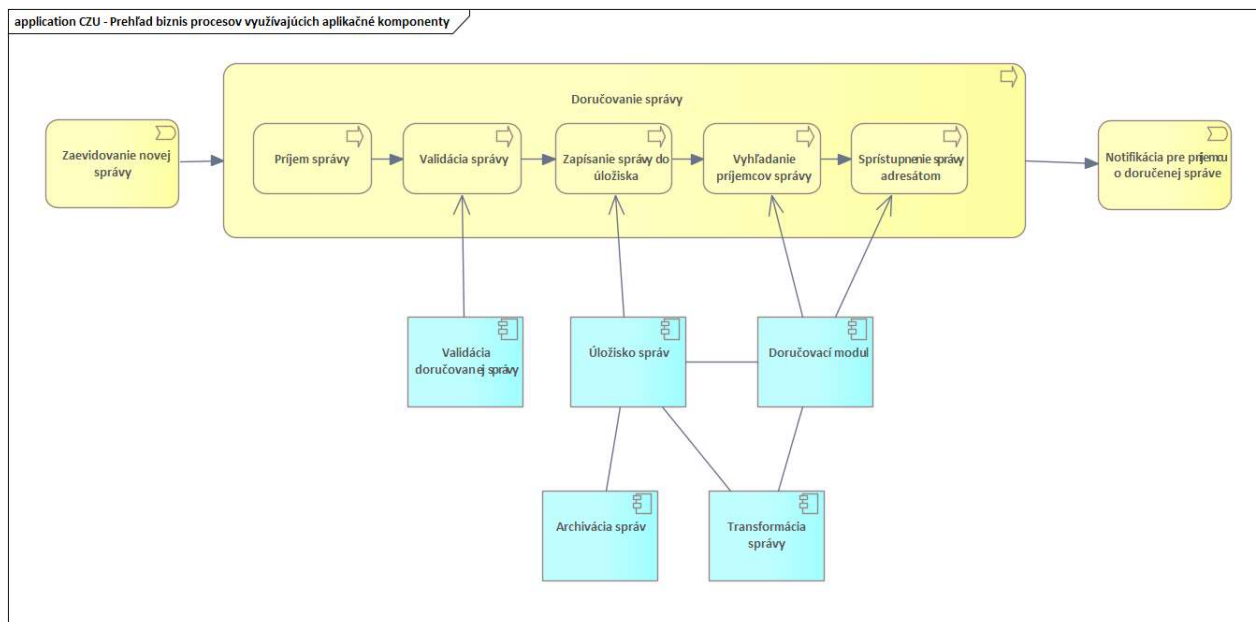 application CZU - Prehľad biznis procesov využívajúcich aplikačné komponenty
Doručovanie správy
Zaevidovanie novej
správy
Príjem správy
Validácia správy
Zapísanie správy do
úložiska
Vyhľadanie
príjemcov správy
Sprístupnenie správy
adresátom
Notifikácia pre príjemcu
o doručenej správe
Validácia
doručovanej správy
Úložisko správ
Doručovací modul
Archivácia správ
Transformácia
správy